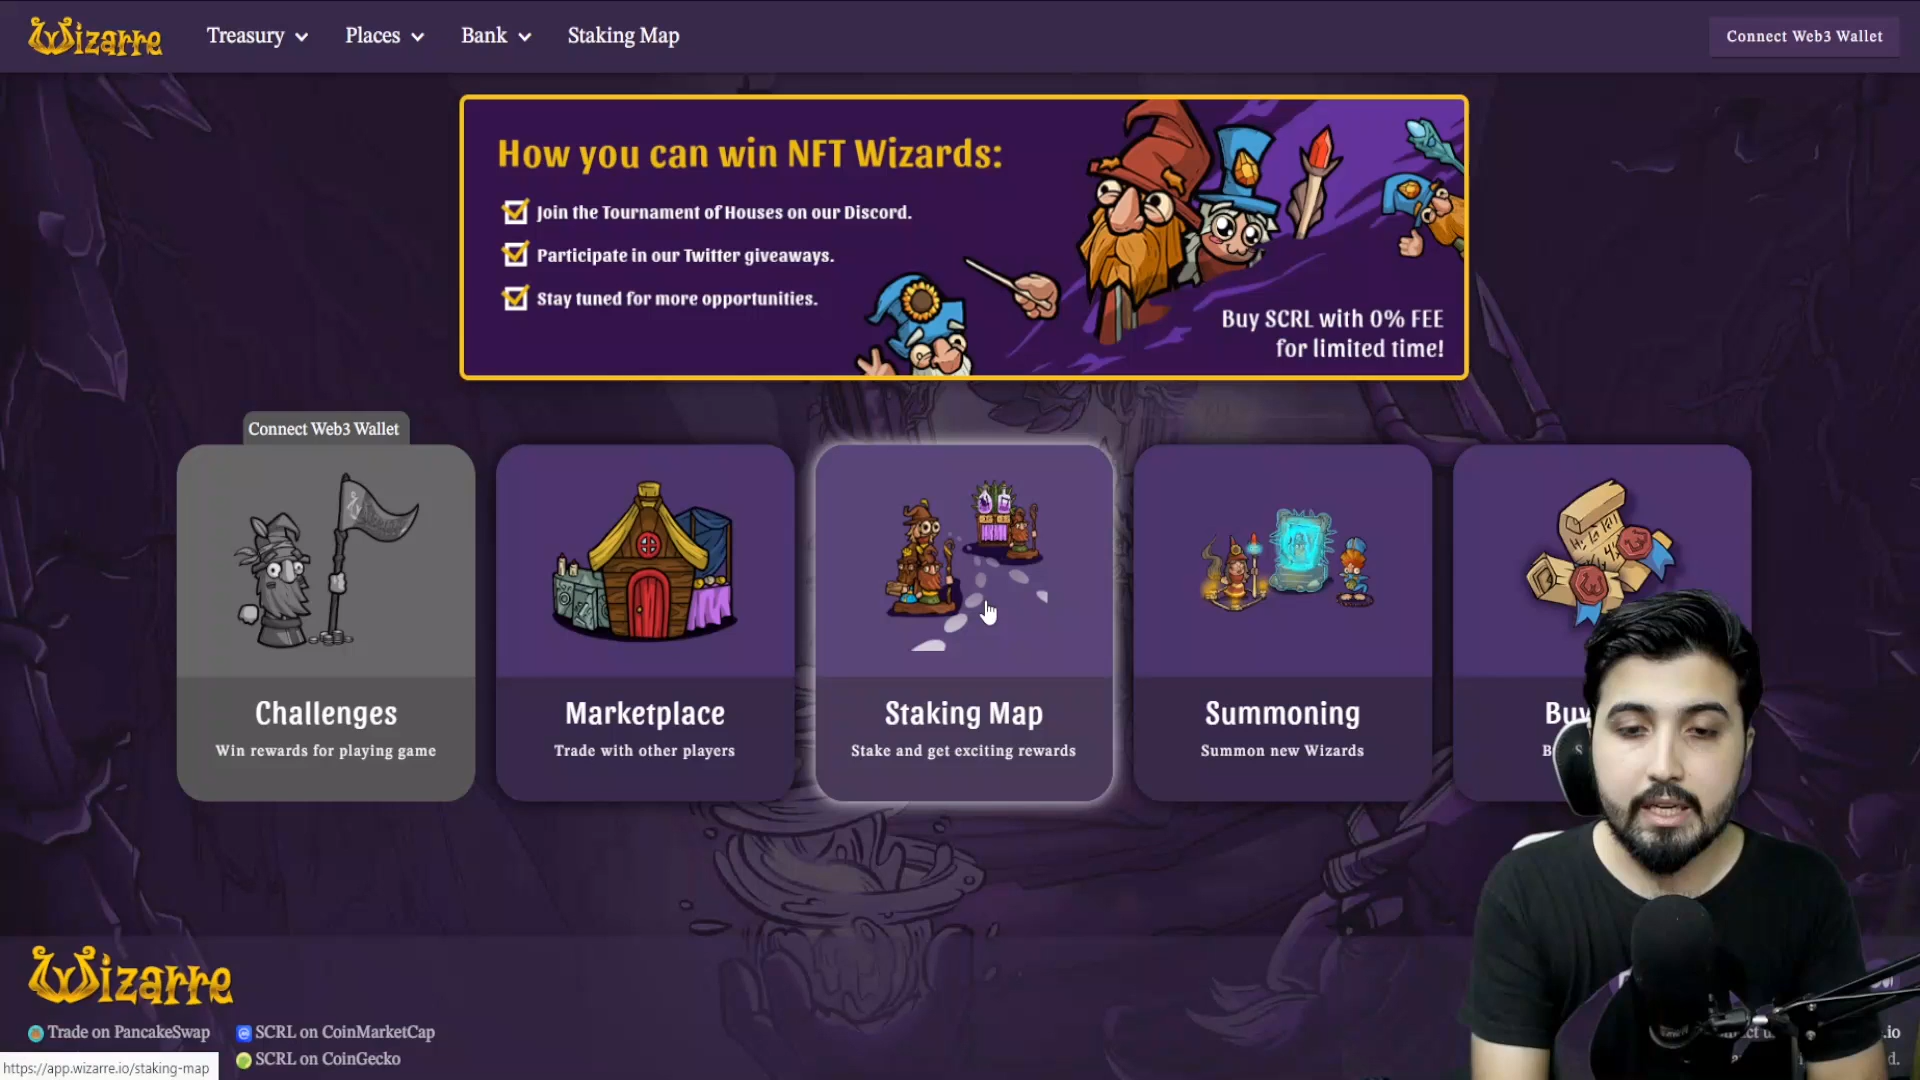 Wizarre
Treasury
Places
Bank
Staking Map
Connect Web3 Wallet
How you can win NFT Wizards:
Join the Tournament of Houses on our Discord.
Participate in our Twitter giveaways.
Stay tuned for more opportunities.
Buy SCRL with 0% FEE
for limited time!
Connect Web3 Wallet
Challenges
Win rewards for playing game
Marketplace
Trade with other players
Staking Map
Stake and get exciting rewards
Summoning
Summon new Wizards
Buy
Wizarre
Trade on PancakeSwap
SCRL on CoinMarketCap
SCRL on CoinGecko
https://app.wizarre.io/staking-map